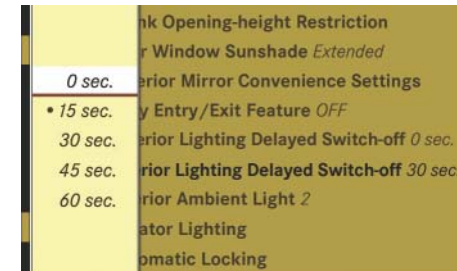 nk Opening-height Restriction
r Window Sunshade Extended
0 sec.
erior Mirror Convenience Settings
• 15 sec.
y Entry/Exit Feature OFF
30 sec.
erior Lighting Delayed Switch-off 0 sec.
45 sec.
rior Lighting Delayed Switch-off 30 sec
60 sec.
rior Ambient Light 2
ator Lighting
omatic Locking